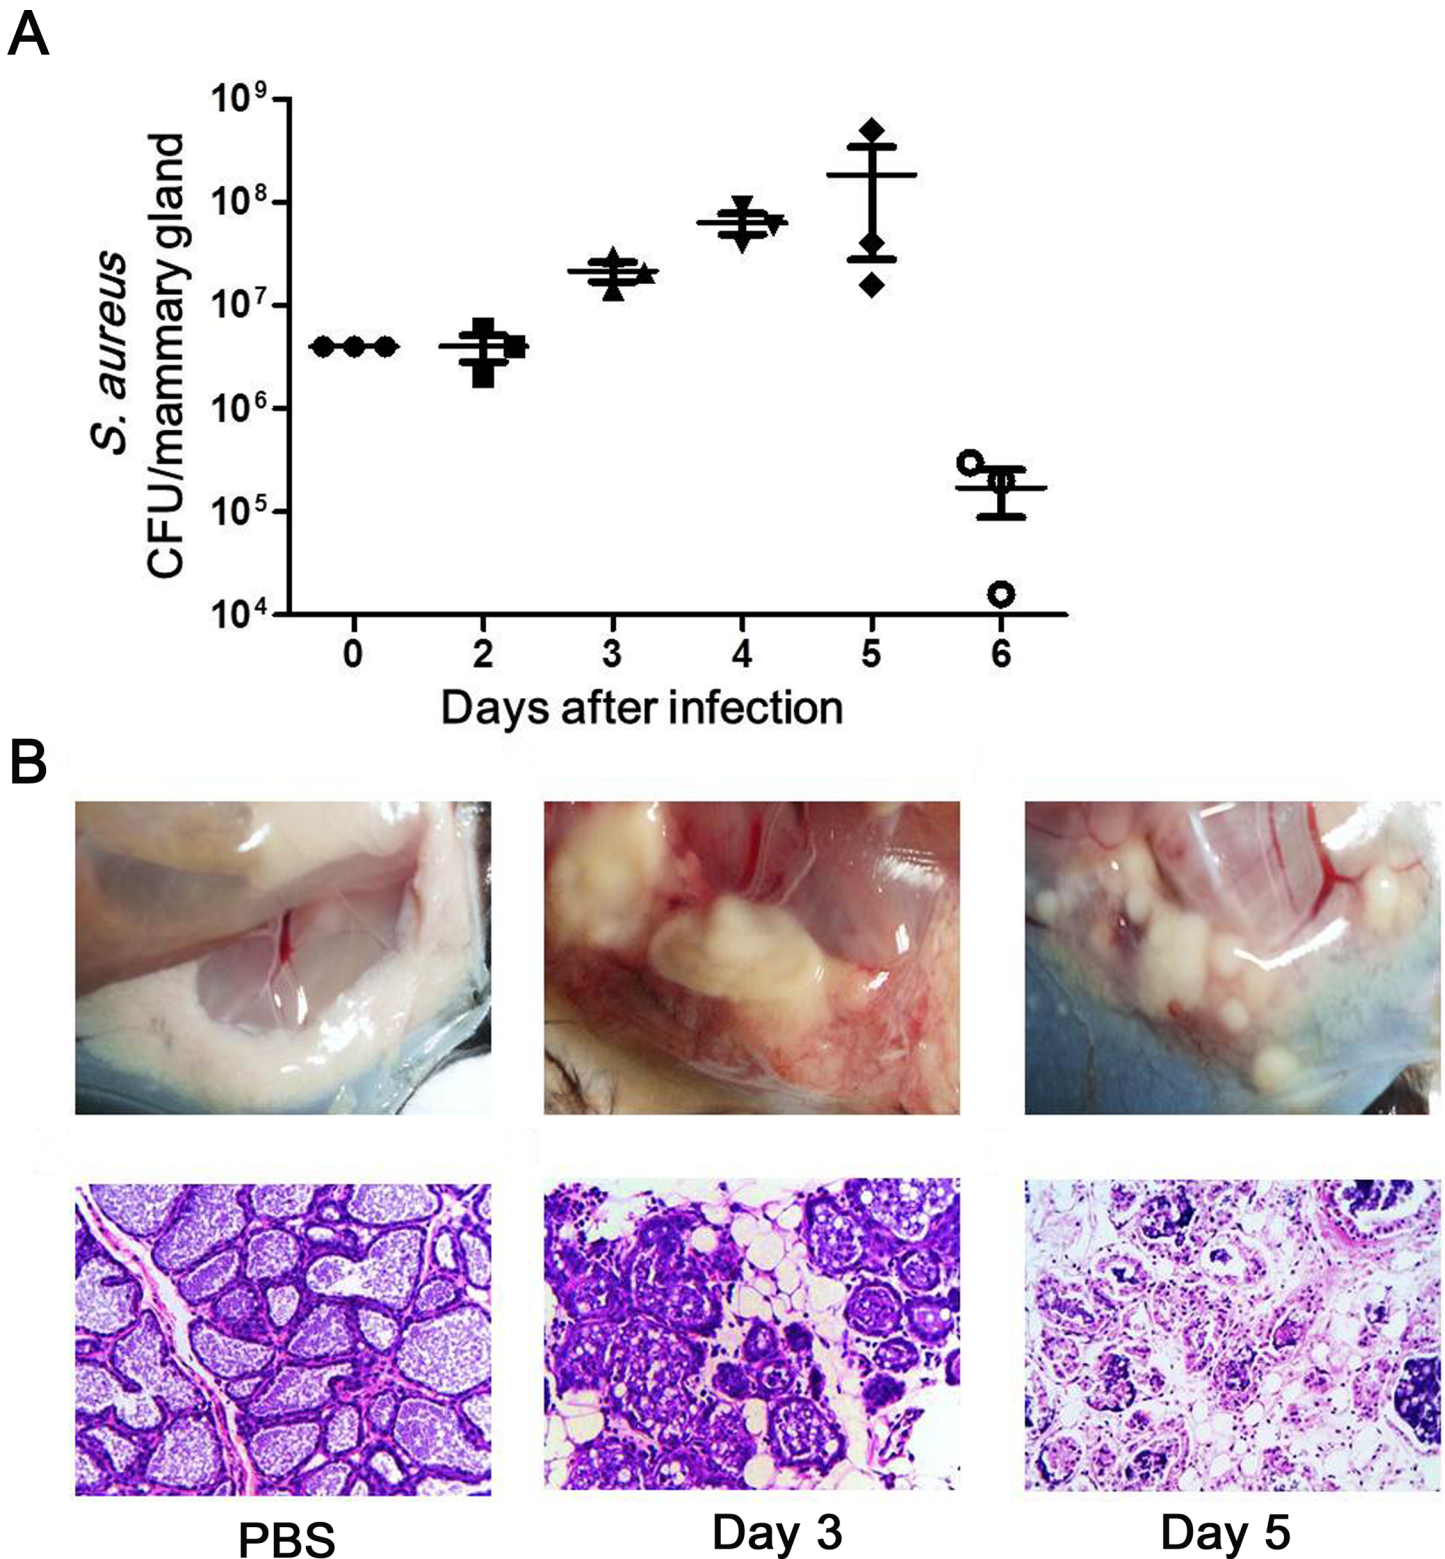 A
10⁹
10⁸
10⁷
10⁶
10⁵
10⁴
S. aureus
CFU/mammary gland
0 2 3 4 5 6
Days after infection
B
PBS Day 3 Day 5